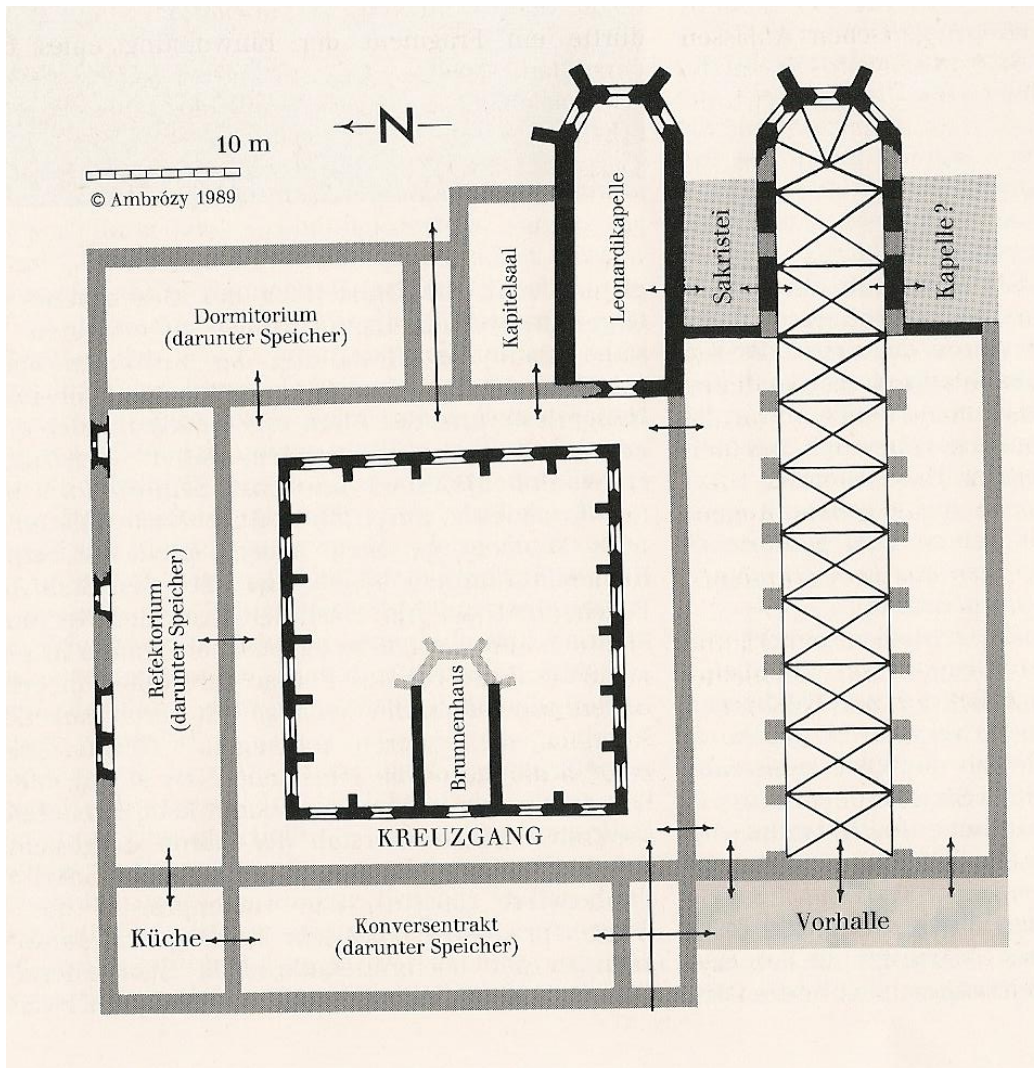 N
10 m
© Ambrózy 1989
Dormitorium
(darunter Speicher)
Kapitelsaal
Leonardikapelle
Sakristei
Kapelle?
Refektorium
(darunter Speicher)
Brunnenhaus
KREUZGANG
Küche
Konversentrakt
(darunter Speicher)
Vorhalle